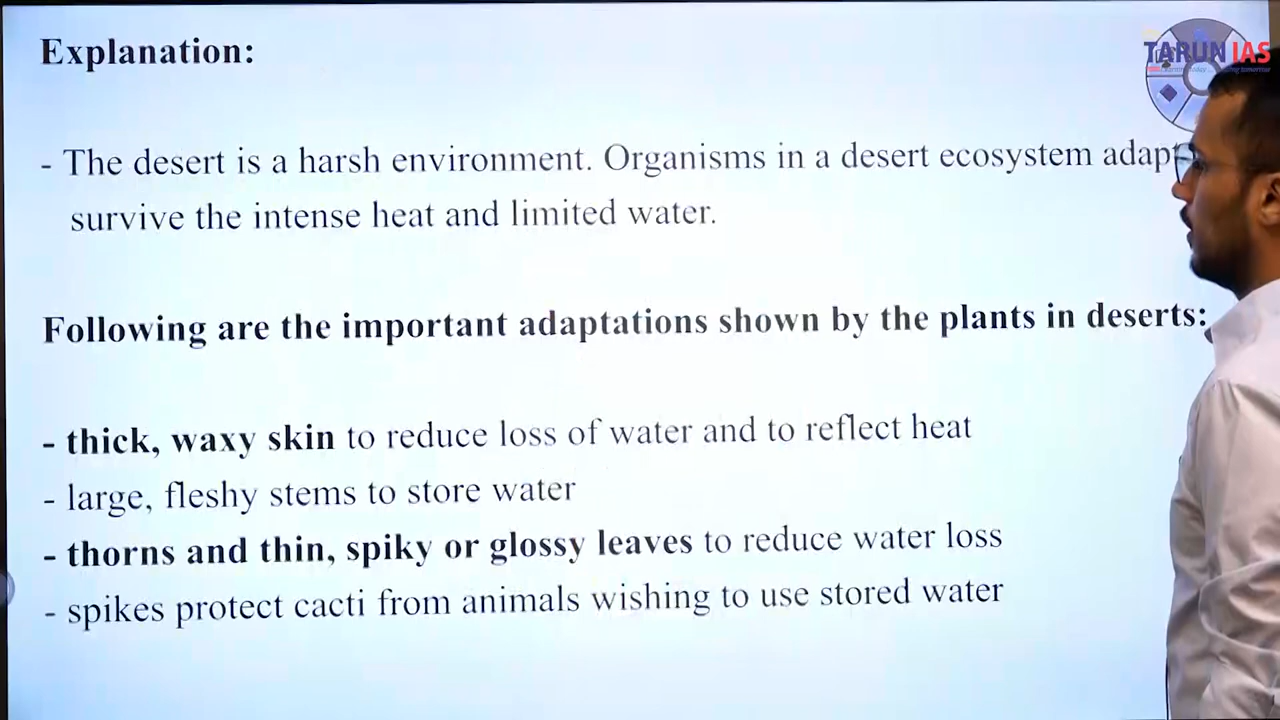 Explanation:
TARUN IAS
- The desert is a harsh environment. Organisms in a desert ecosystem adapt
survive the intense heat and limited water.
Following are the important adaptations shown by the plants in deserts:
- thick, waxy skin to reduce loss of water and to reflect heat
- large, fleshy stems to store water
- thorns and thin, spiky or glossy leaves to reduce water loss
- spikes protect cacti from animals wishing to use stored water